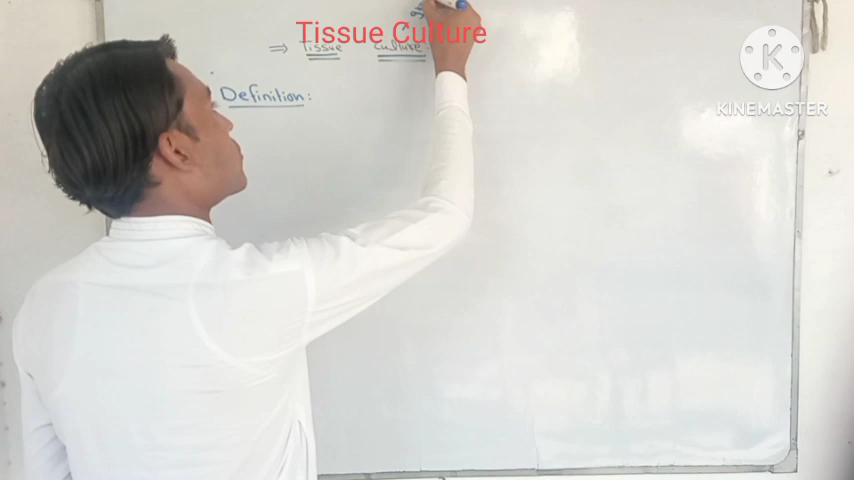 Tissue Culture
⇒ Tissue Culture:
Definition:
KINEMASTER